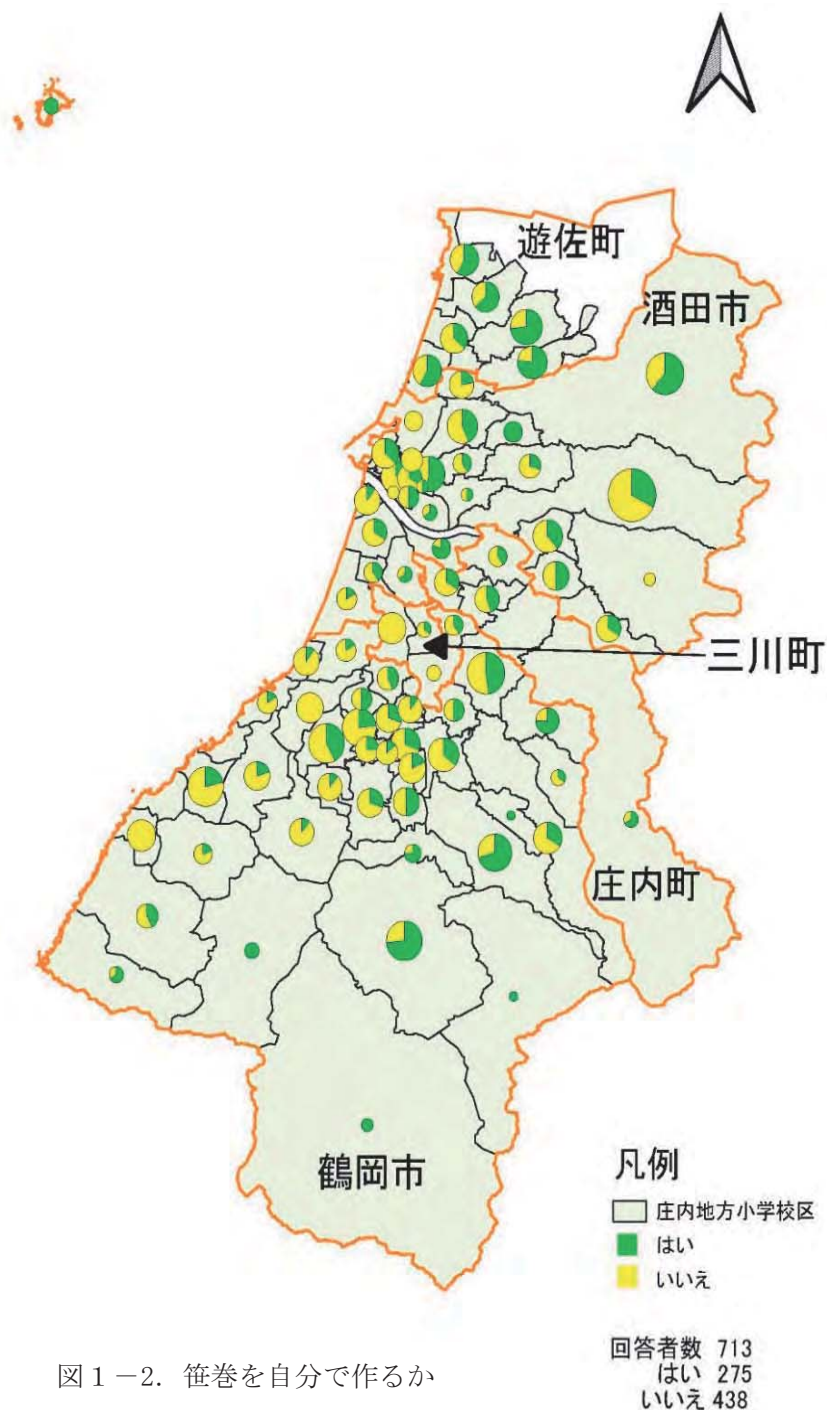 遊佐町
酒田市
三川町
庄内町
鶴岡市
凡例
庄内地方小学校区
はい
いいえ
回答者数 713
はい 275
いいえ 438
図1-2. 笹巻を自分で作るか